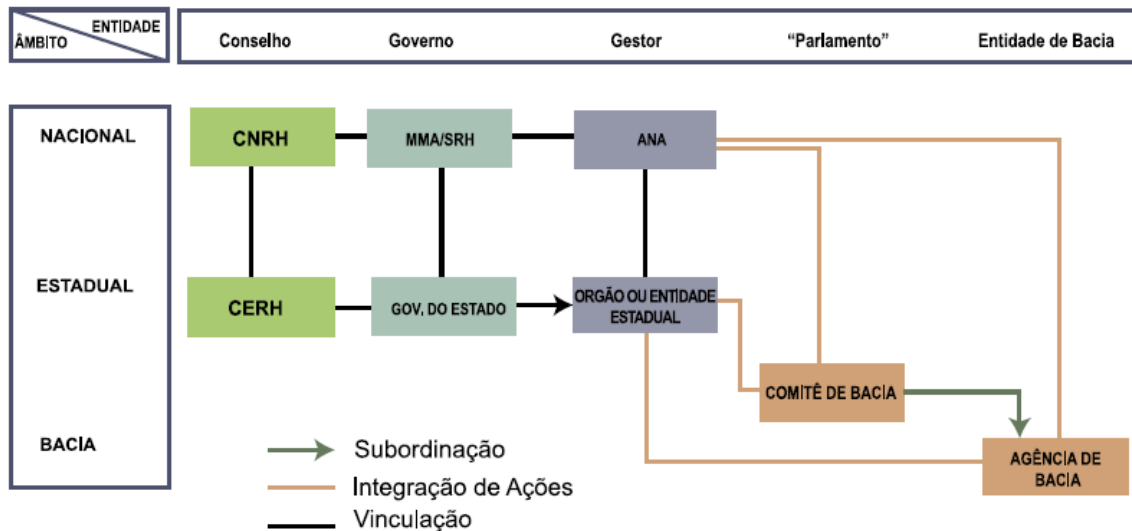 ENTIDADE
ÂMBITO
Conselho
Governo
Gestor
“Parlamento”
Entidade de Bacia
NACIONAL
CNRH
MMA/SRH
ANA
ESTADUAL
CERH
GOV, DO ESTADO
ORGÃO OU ENTIDADE
ESTADUAL
COMITÊ DE BACIA
BACIA
AGÊNCIA DE
BACIA
Subordinação
Integração de Ações
Vinculação